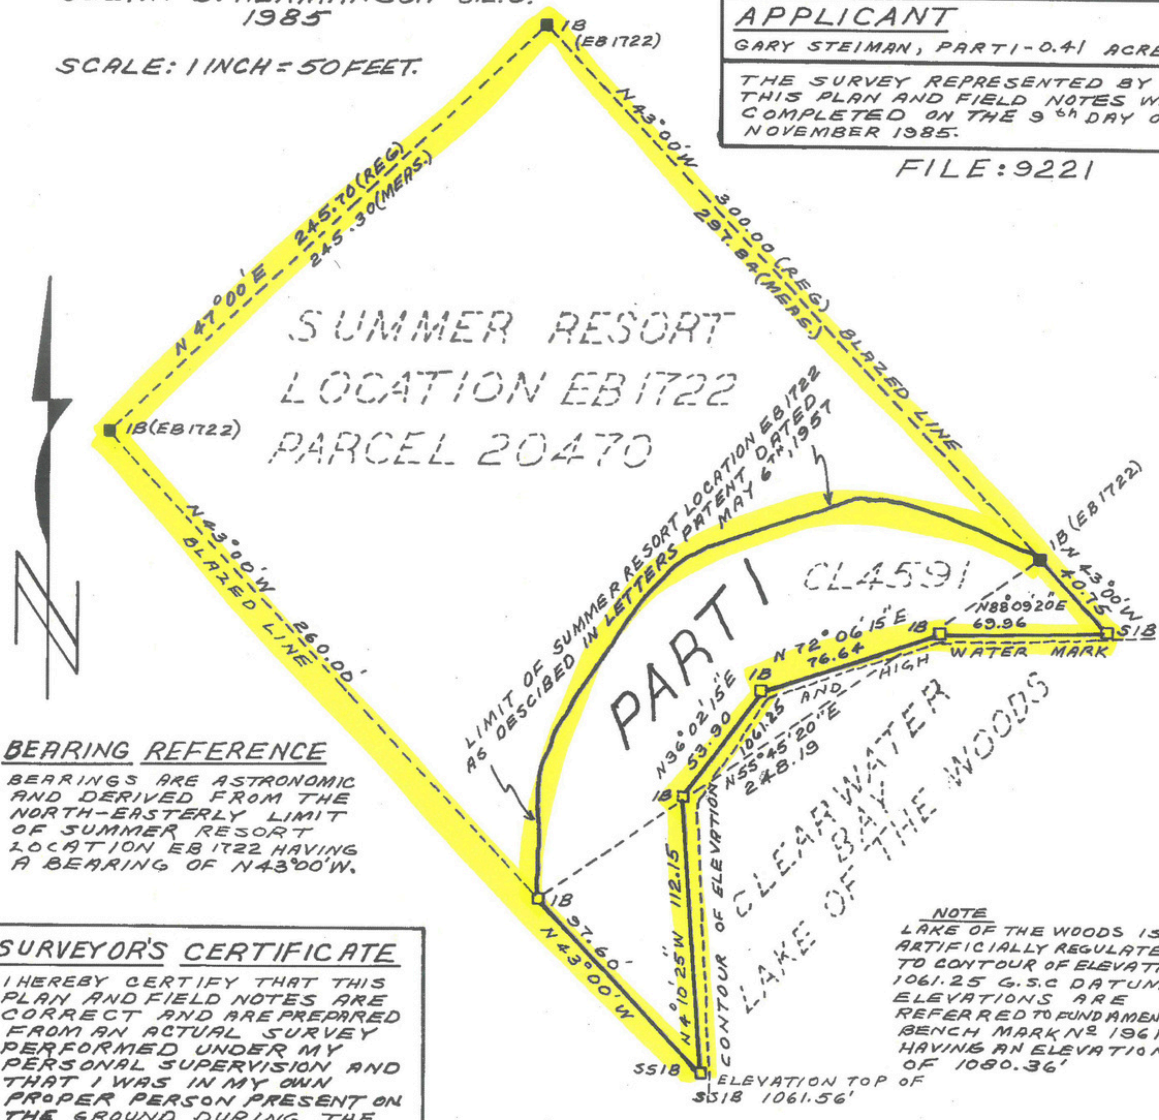 1985
SCALE: 1 INCH = 50 FEET.
APPLICANT
GARY STEIMAN, PART 1-0.41 ACRE
THE SURVEY REPRESENTED BY
THIS PLAN AND FIELD NOTES W
COMPLETED ON THE 9th DAY O
NOVEMBER 1985.
FILE: 9221
IB
(EB 1722)
N 43°00'W
300.00 (REG)
297.84 (MEAS.)
BLAZED LINE
245.70 (REG)
245.30 (MEAS.)
N 47°00'E
SUMMER RESORT
LOCATION EB 1722
PARCEL 20470
IB (EB 1722)
N 43°00'W 260.00'
BLAZED LINE
LIMIT OF SUMMER RESORT LOCATION EB 1722
AS DESCIBED IN LETTERS PATENT DATED
MAY 6TH, 1957
IB (EB 1722)
N 43°00'W
40.75
PART 1
CL4591
N88°09'20E
69.96
SIB
IB
N 72°06'15"E
76.64
IB
N36°02'15"E
53.90
IB
CONTOUR OF ELEVATION 1061.25 AND HIGH WATER MARK
N55°45'20"E
248.19
N 4°10'25"W 112.15
CLEARWATER
BAY
LAKE OF THE WOODS
IB
97.60
N 43°00'W
SSIB
ELEVATION TOP OF
SSIB 1061.56'
BEARING REFERENCE
BEARINGS ARE ASTRONOMIC
AND DERIVED FROM THE
NORTH-EASTERLY LIMIT
OF SUMMER RESORT
LOCATION EB 1722 HAVING
A BEARING OF N43°00'W.
SURVEYOR'S CERTIFICATE
I HEREBY CERTIFY THAT THIS
PLAN AND FIELD NOTES ARE
CORRECT AND ARE PREPARED
FROM AN ACTUAL SURVEY
PERFORMED UNDER MY
PERSONAL SUPERVISION AND
THAT I WAS IN MY OWN
PROPER PERSON PRESENT ON
THE GROUND DURING THE
NOTE
LAKE OF THE WOODS IS
ARTIFICIALLY REGULATE
TO CONTOUR OF ELEVATI
1061.25 G.S.C DATUM
ELEVATIONS ARE
REFERRED TO FUNDAMEN
BENCH MARK Nº 196
HAVING AN ELEVATION
OF 1080.36'